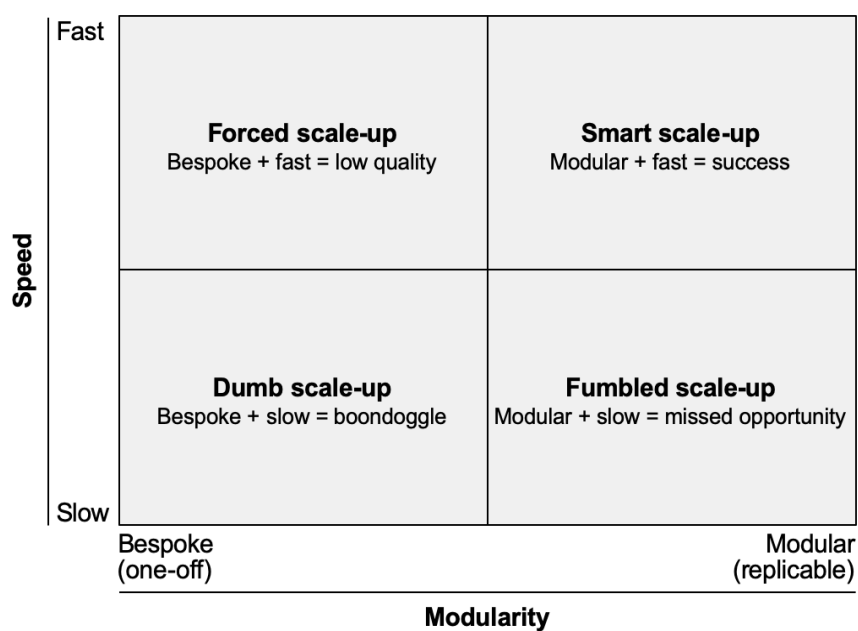 Fast
Forced scale-up
Bespoke + fast = low quality
Smart scale-up
Modular + fast = success
Speed
Dumb scale-up
Bespoke + slow = boondoggle
Fumbled scale-up
Modular + slow = missed opportunity
Slow
Bespoke
(one-off)
Modular
(replicable)
Modularity